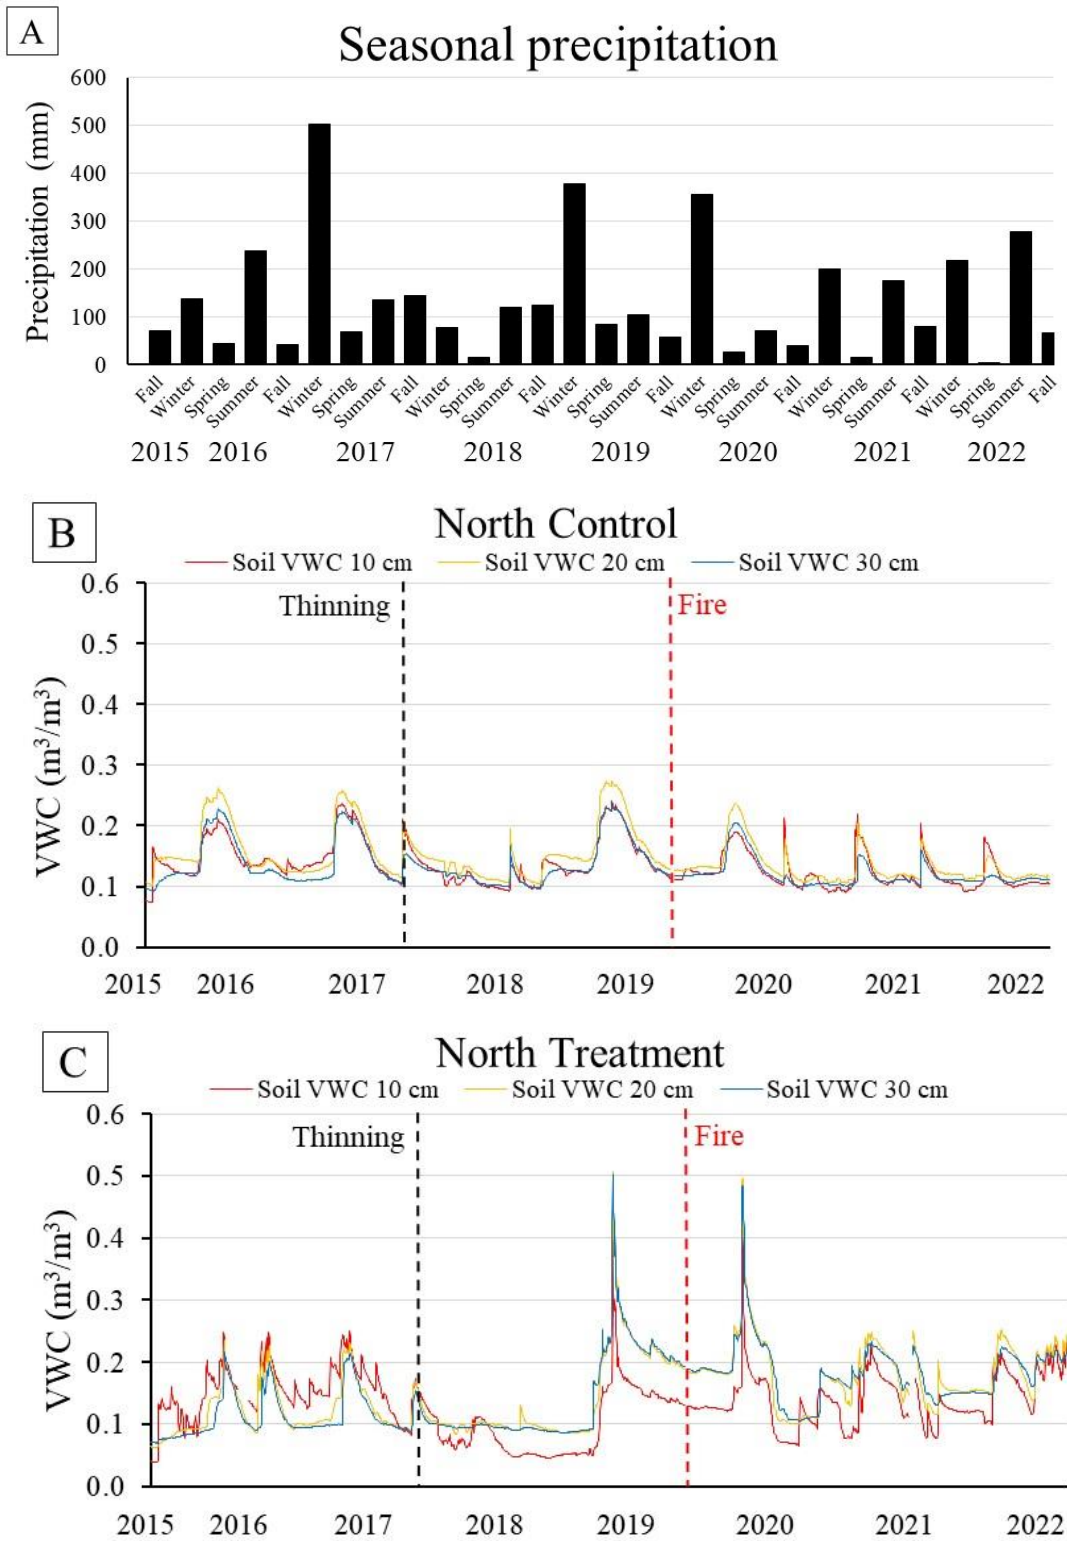 A
Seasonal precipitation
Precipitation (mm)
600
500
400
300
200
100
0
Fall Winter Spring Summer Fall Winter Spring Summer Fall Winter Spring Summer Fall Winter Spring Summer Fall Winter Spring Summer Fall Winter Spring Summer Fall Winter Spring Summer Fall
2015 2016 2017 2018 2019 2020 2021 2022
B
North Control
Soil VWC 10 cm Soil VWC 20 cm Soil VWC 30 cm
VWC (m³/m³)
0.6
Thinning Fire
0.5
0.4
0.3
0.2
0.1
0.0
2015 2016 2017 2018 2019 2020 2021 2022
C
North Treatment
Soil VWC 10 cm Soil VWC 20 cm Soil VWC 30 cm
VWC (m³/m³)
0.6
Thinning Fire
0.5
0.4
0.3
0.2
0.1
0.0
2015 2016 2017 2018 2019 2020 2021 2022